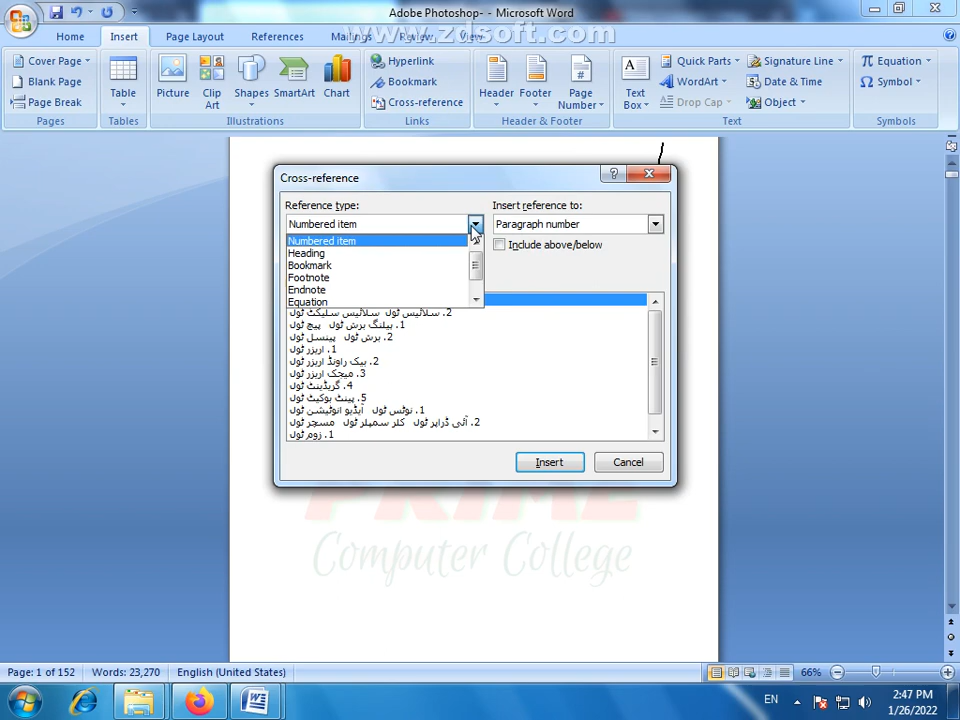 Adobe Photoshop- - Microsoft Word
www.zdsoft.com
Home Insert Page Layout References Mailings Review View
Cover Page
Blank Page
Page Break
Pages
Table
Tables
Picture
Clip Art
Shapes
SmartArt
Chart
Illustrations
Hyperlink
Bookmark
Cross-reference
Links
Header
Footer
Page Number
Header & Footer
Text Box
Quick Parts
WordArt
Drop Cap
Signature Line
Date & Time
Object
Text
Equation
Symbol
Symbols
Cross-reference
Reference type:
Insert reference to:
Numbered item
Paragraph number
Include above/below
Numbered item
Heading
Bookmark
Footnote
Endnote
Equation
2. سلائیس ٹول سلائیس سلیکٹ ٹول
1. ہیلنگ برش ٹول پیچ ٹول
2. برش ٹول پینسل ٹول
1. اریزر ٹول
2. بیک راونڈ اریزر ٹول
3. میجک اریزر ٹول
4. گریڈینٹ ٹول
5. پینٹ بوکیٹ ٹول
1. نوٹس ٹول آیڈیو انوٹیشن ٹول
2. آئی ڈراپر ٹول کلر سمپلر ٹول مسچر ٹول
1. زوم ٹول
Insert
Cancel
PRIME
Computer College
Page: 1 of 152 Words: 23,270 English (United States)
66%
EN
2:47 PM
1/26/2022